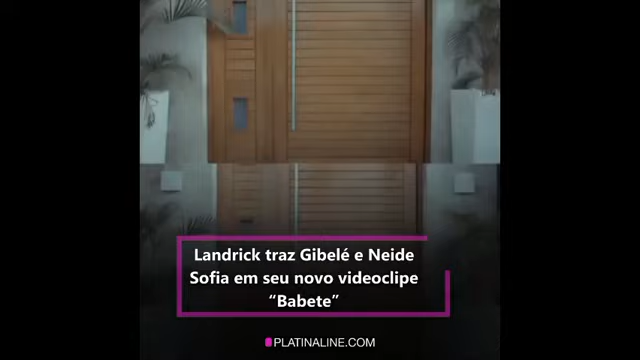 Landrick traz Gibelé e Neide
Sofia em seu novo videoclipe
“Babete”
PLATINALINE.COM